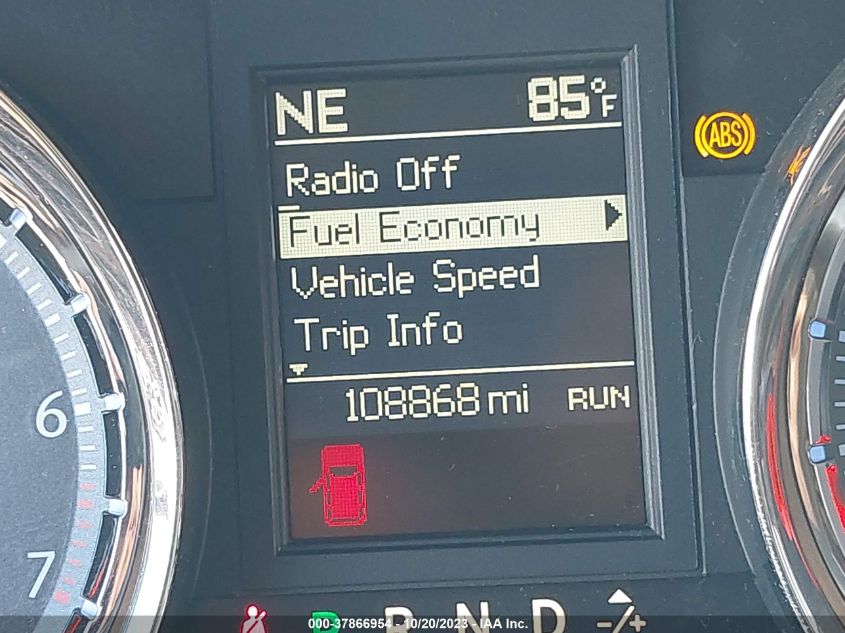 NE 85°F
ABS
Radio Off
Fuel Economy
Vehicle Speed
Trip Info
108868 mi RUN
6
7
P R N D -/+
000-37866954 - 10/20/2023 - IAA Inc.